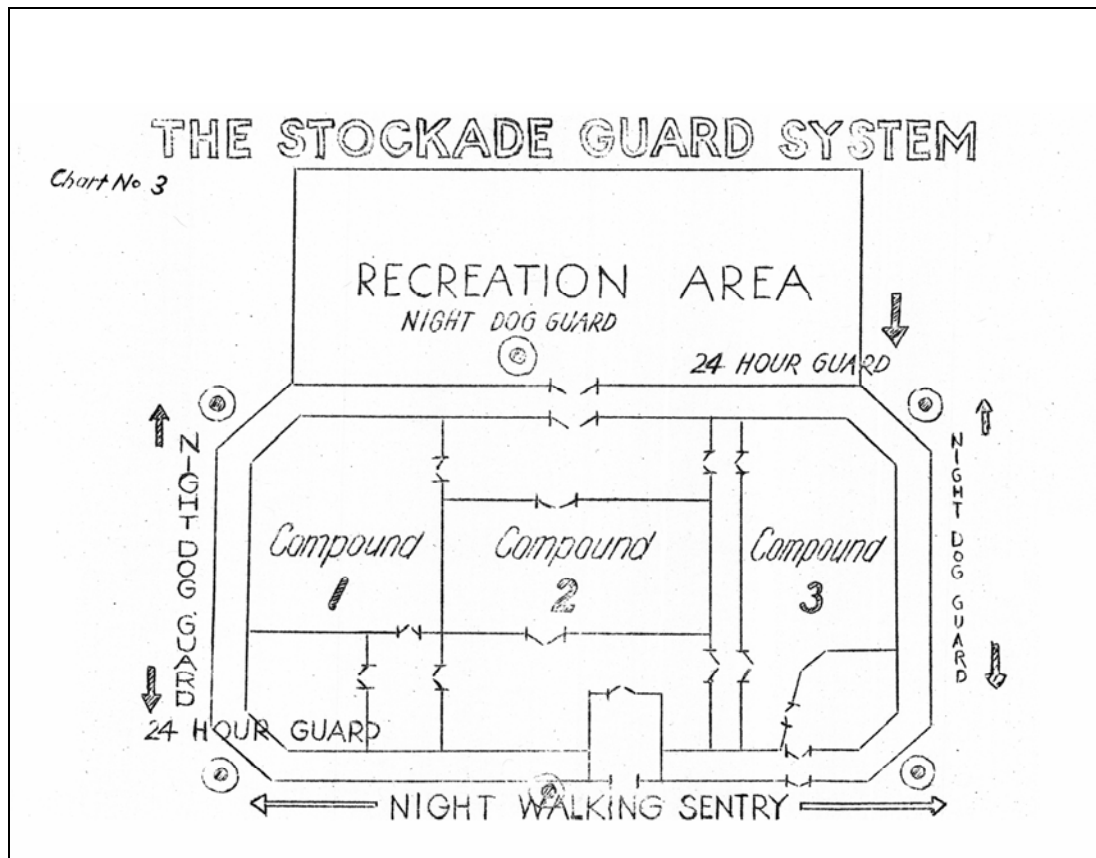 THE STOCKADE GUARD SYSTEM
Chart No 3
RECREATION AREA
NIGHT DOG GUARD
24 HOUR GUARD
NIGHT DOG GUARD
NIGHT DOG GUARD
Compound
1
Compound
2
Compound
3
24 HOUR GUARD
NIGHT WALKING SENTRY